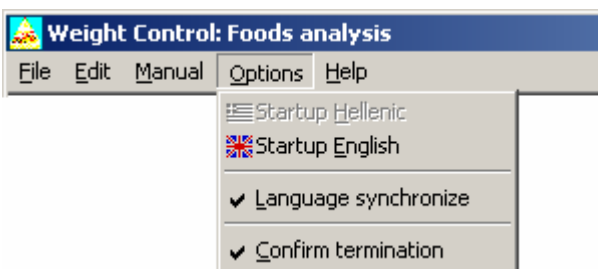 Weight Control: Foods analysis
File Edit Manual Options Help
Startup Hellenic
Startup English
Language synchronize
Confirm termination